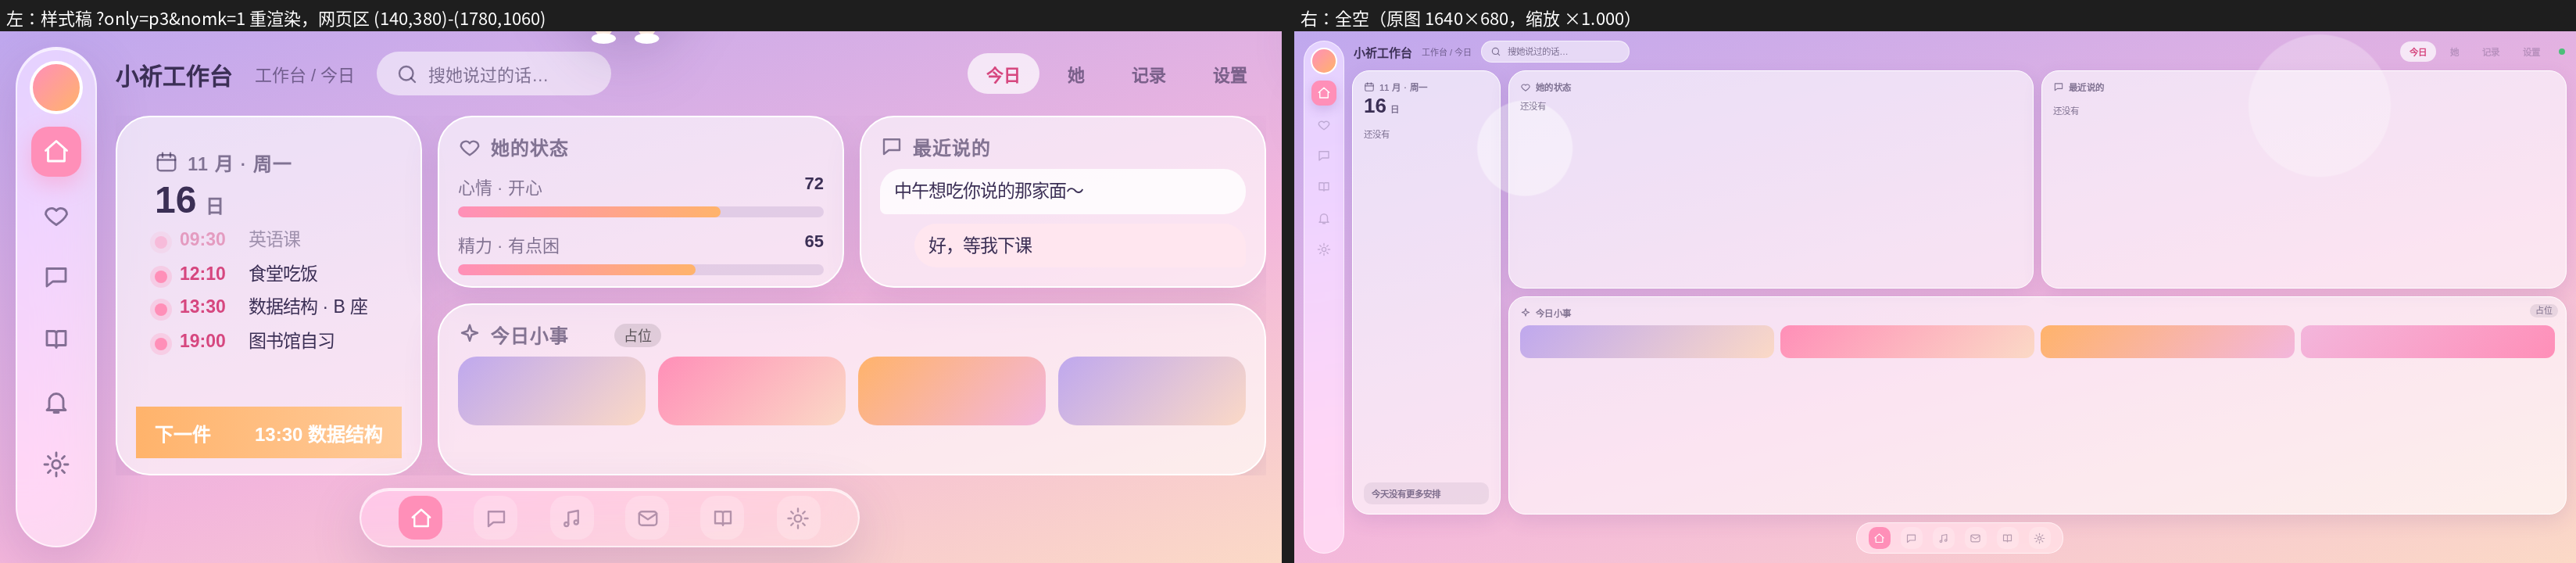 左：样式稿 ?only=p3&nomk=1 重渲染，网页区 (140,380)-(1780,1060)
小祈工作台
工作台 / 今日
搜她说过的话…
今日
她
记录
设置
11 月 · 周一
16 日
09:30 英语课
12:10 食堂吃饭
13:30 数据结构 · B 座
19:00 图书馆自习
下一件 13:30 数据结构
她的状态
心情 · 开心 72
精力 · 有点困 65
最近说的
中午想吃你说的那家面～
好，等我下课
今日小事 占位
右：全空（原图 1640×680，缩放 ×1.000）
小祈工作台
工作台 / 今日
搜她说过的话…
今日
她
记录
设置
11 月 · 周一
16 日
还没有
今天没有更多安排
她的状态
还没有
最近说的
还没有
今日小事 占位